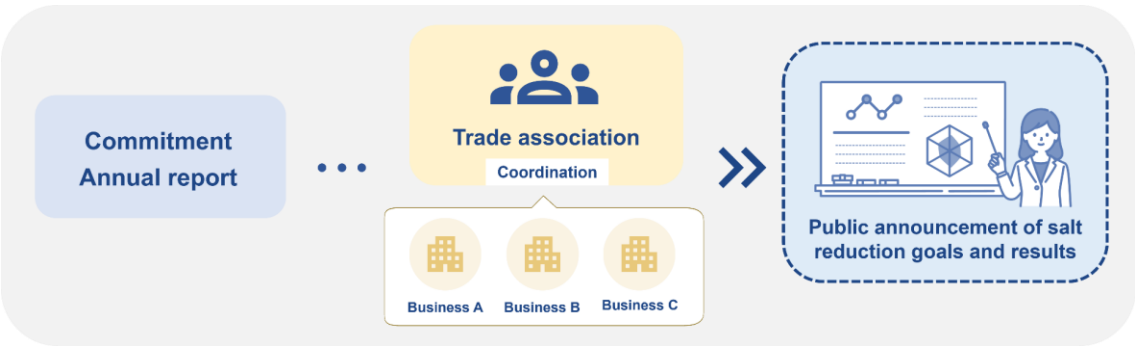 Commitment
Annual report
Trade association
Coordination
Business A
Business B
Business C
Public announcement of salt
reduction goals and results